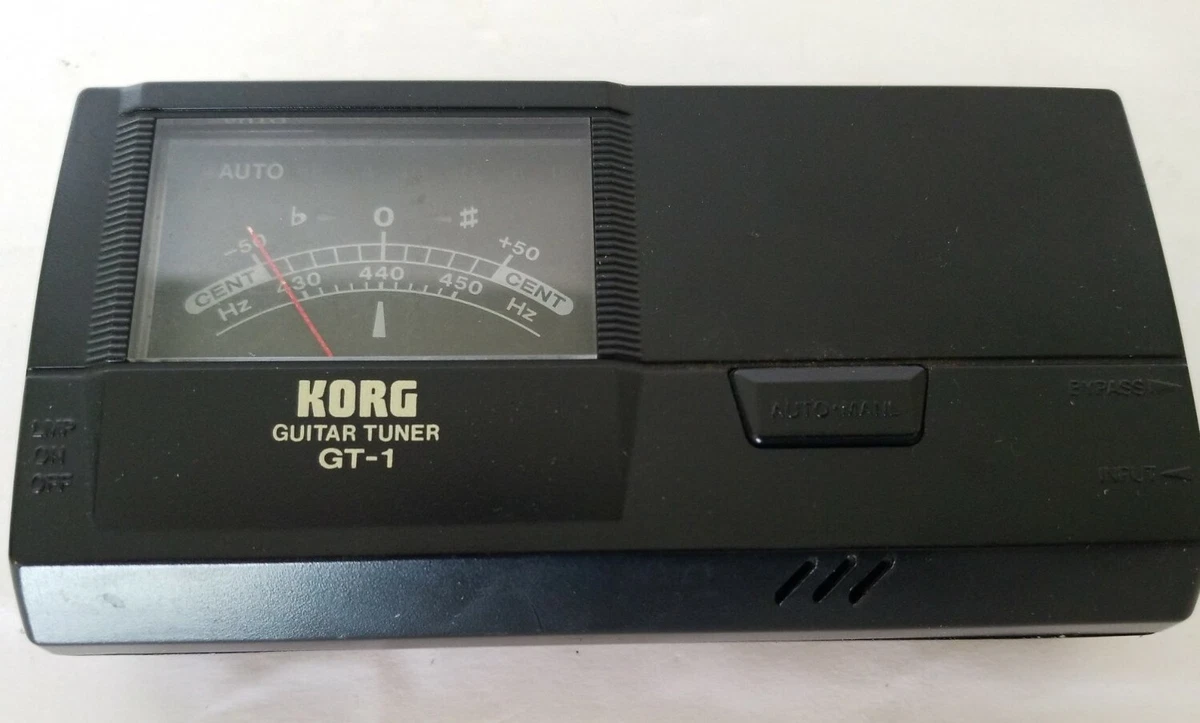 AUTO
♭ 0 ♯
-50 +50
CENT CENT
430 440 450
Hz Hz
KORG
GUITAR TUNER
GT-1
LMP
ON
OFF
AUTO•MANL
BYPASS
INPUT